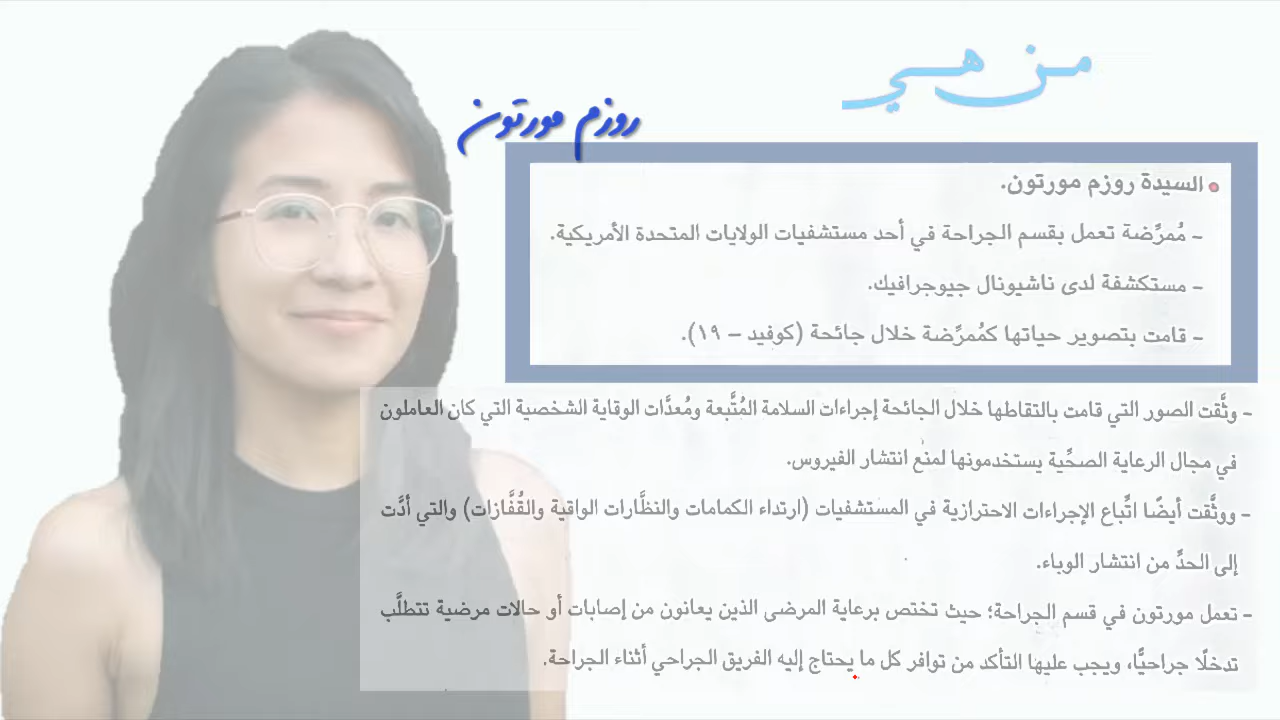 من هي
روزم مورتون
• السيدة روزم مورتون.
– مُمرِّضة تعمل بقسم الجراحة في أحد مستشفيات الولايات المتحدة الأمريكية.
– مستكشفة لدى ناشيونال جيوجرافيك.
– قامت بتصوير حياتها كمُمرِّضة خلال جائحة (كوفيد – ١٩).
– وثَّقت الصور التي قامت بالتقاطها خلال الجائحة إجراءات السلامة المُتَّبعة ومُعدَّات الوقاية الشخصية التي كان العاملون
في مجال الرعاية الصحِّية يستخدمونها لمنع انتشار الفيروس.
– ووثَّقت أيضًا اتِّباع الإجراءات الاحترازية في المستشفيات (ارتداء الكمامات والنظَّارات الواقية والقُفَّازات) والتي أدَّت
إلى الحدِّ من انتشار الوباء.
– تعمل مورتون في قسم الجراحة؛ حيث تختص برعاية المرضى الذين يعانون من إصابات أو حالات مرضية تتطلَّب
تدخلًا جراحيًّا، ويجب عليها التأكد من توافر كل ما يحتاج إليه الفريق الجراحي أثناء الجراحة.